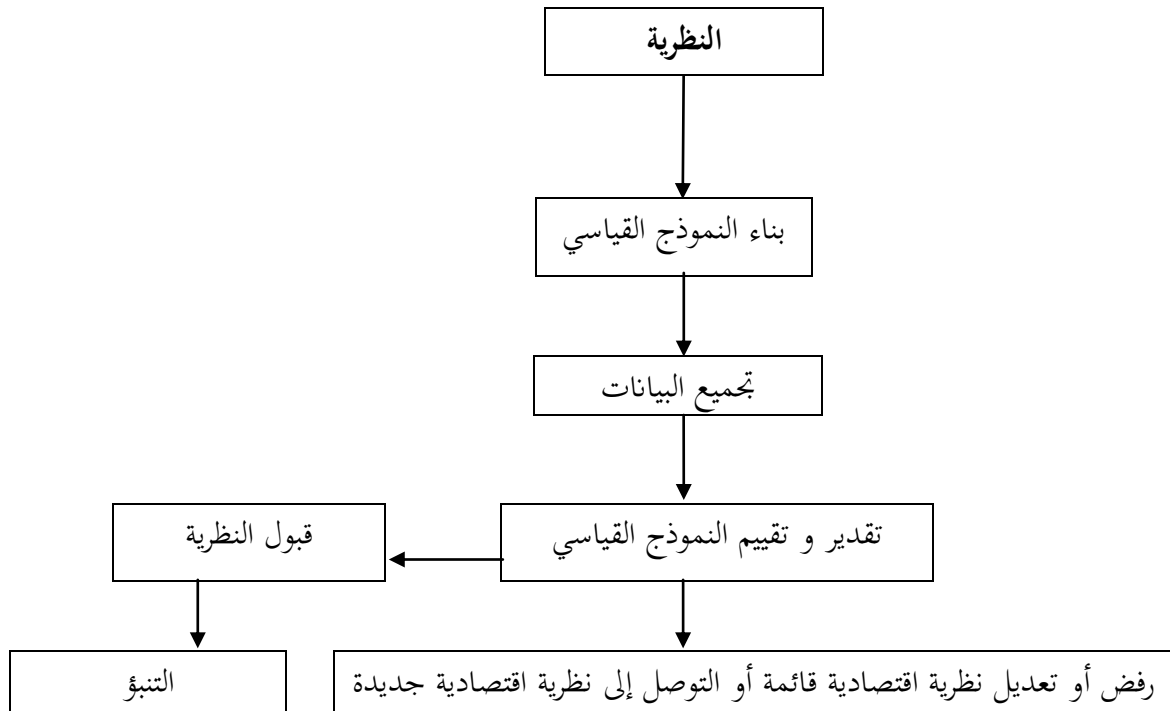 النظرية
بناء النموذج القياسي
تجميع البيانات
تقدير و تقييم النموذج القياسي
قبول النظرية
رفض أو تعديل نظرية اقتصادية قائمة أو التوصل إلى نظرية اقتصادية جديدة
التنبؤ